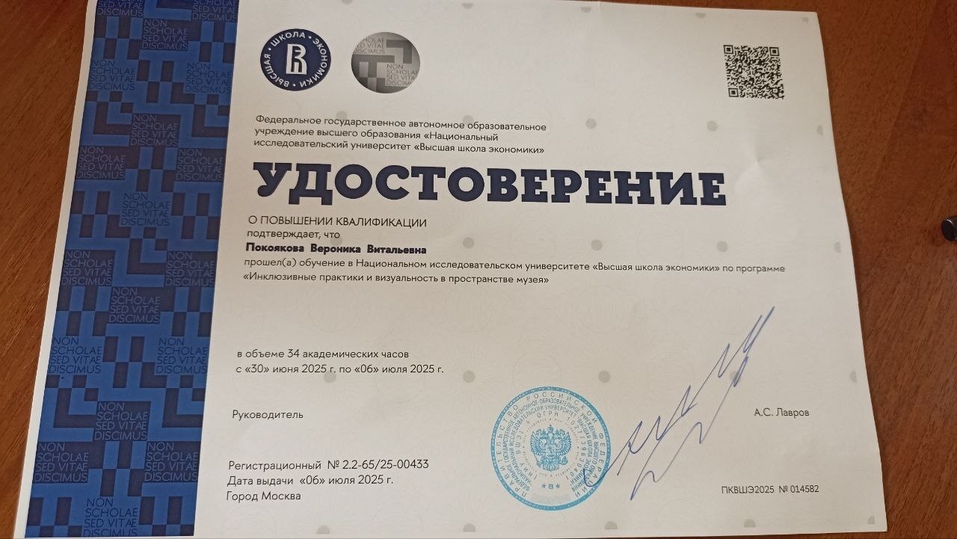 ВЫСШАЯ ШКОЛА ЭКОНОМИКИ
NON
SCHOLAE
SED VITAE
DISCIMUS
Федеральное государственное автономное образовательное
учреждение высшего образования «Национальный
исследовательский университет «Высшая школа экономики»
УДОСТОВЕРЕНИЕ
О ПОВЫШЕНИИ КВАЛИФИКАЦИИ
подтверждает, что
Покоякова Вероника Витальевна
прошел(а) обучение в Национальном исследовательском университете «Высшая школа экономики» по программе
«Инклюзивные практики и визуальность в пространстве музея»
в объеме 34 академических часов
с «30» июня 2025 г. по «06» июля 2025 г.
Руководитель
А.С. Лавров
Регистрационный № 2.2-65/25-00433
Дата выдачи «06» июля 2025 г.
Город Москва
ПКВШЭ2025 № 014582